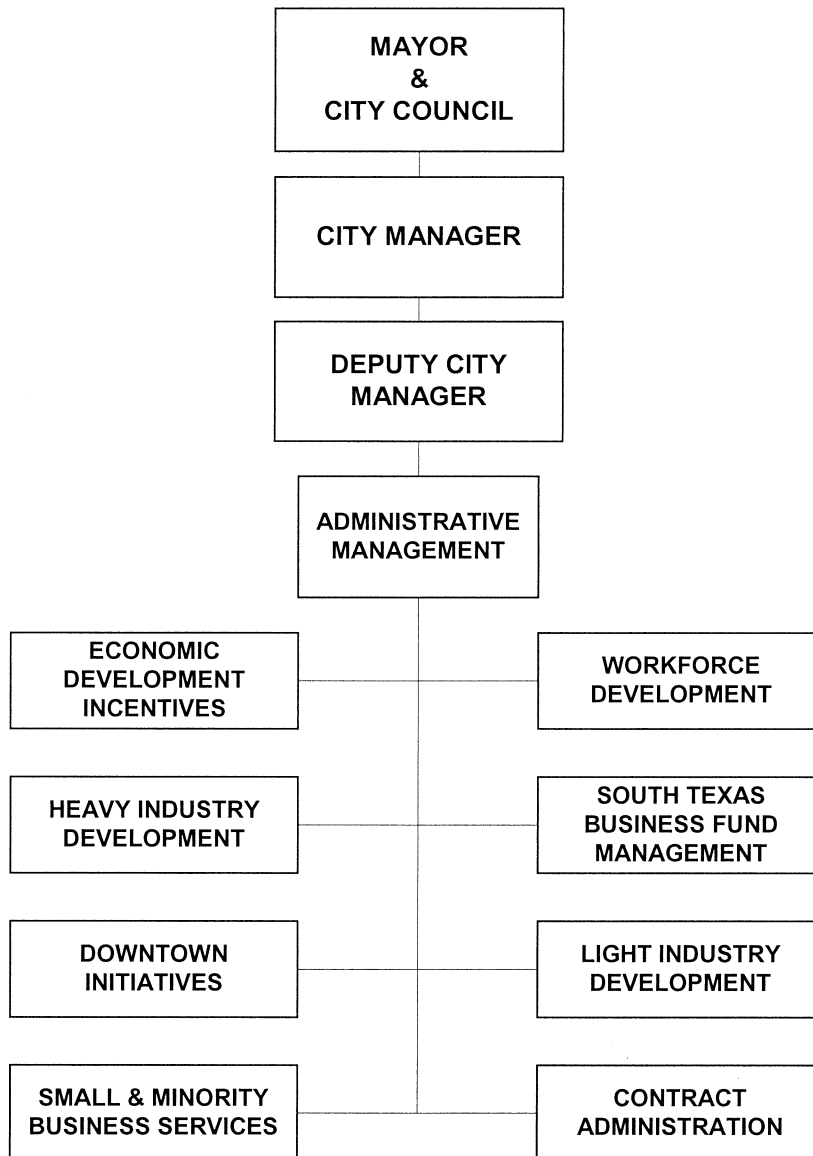 MAYOR
&
CITY COUNCIL
CITY MANAGER
DEPUTY CITY
MANAGER
ADMINISTRATIVE
MANAGEMENT
ECONOMIC
DEVELOPMENT
INCENTIVES
WORKFORCE
DEVELOPMENT
HEAVY INDUSTRY
DEVELOPMENT
SOUTH TEXAS
BUSINESS FUND
MANAGEMENT
DOWNTOWN
INITIATIVES
LIGHT INDUSTRY
DEVELOPMENT
SMALL & MINORITY
BUSINESS SERVICES
CONTRACT
ADMINISTRATION